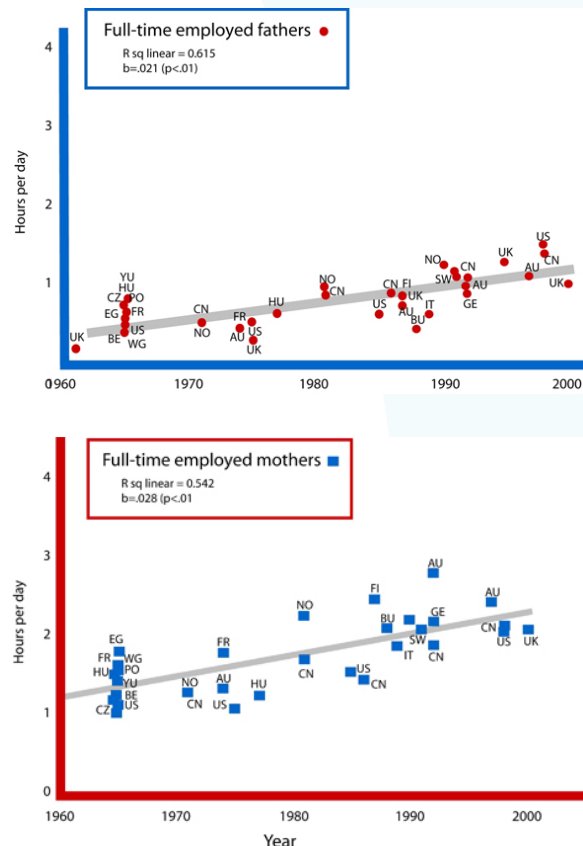 Full-time employed fathers
R sq linear = 0.615
b=.021 (p<.01)
4
3
2
1
0
Hours per day
US
UK
NO
CN
CN
SW
AU
AU
UK
GE
NO
CN
CN
FI
UK
US
AU
IT
BU
YU
HU
CZ
PO
FR
EG
US
BE
WG
UK
CN
NO
FR
AU
US
UK
HU
1960
1970
1980
1990
2000
Full-time employed mothers
R sq linear = 0.542
b=.028 (p<.01
4
3
2
1
0
Hours per day
AU
FI
AU
NO
BU
GE
CN
SW
US
UK
IT
CN
EG
FR
WG
HU
PO
YU
BE
CZ
US
FR
NO
AU
CN
US
HU
CN
US
CN
1960
1970
1980
1990
2000
Year